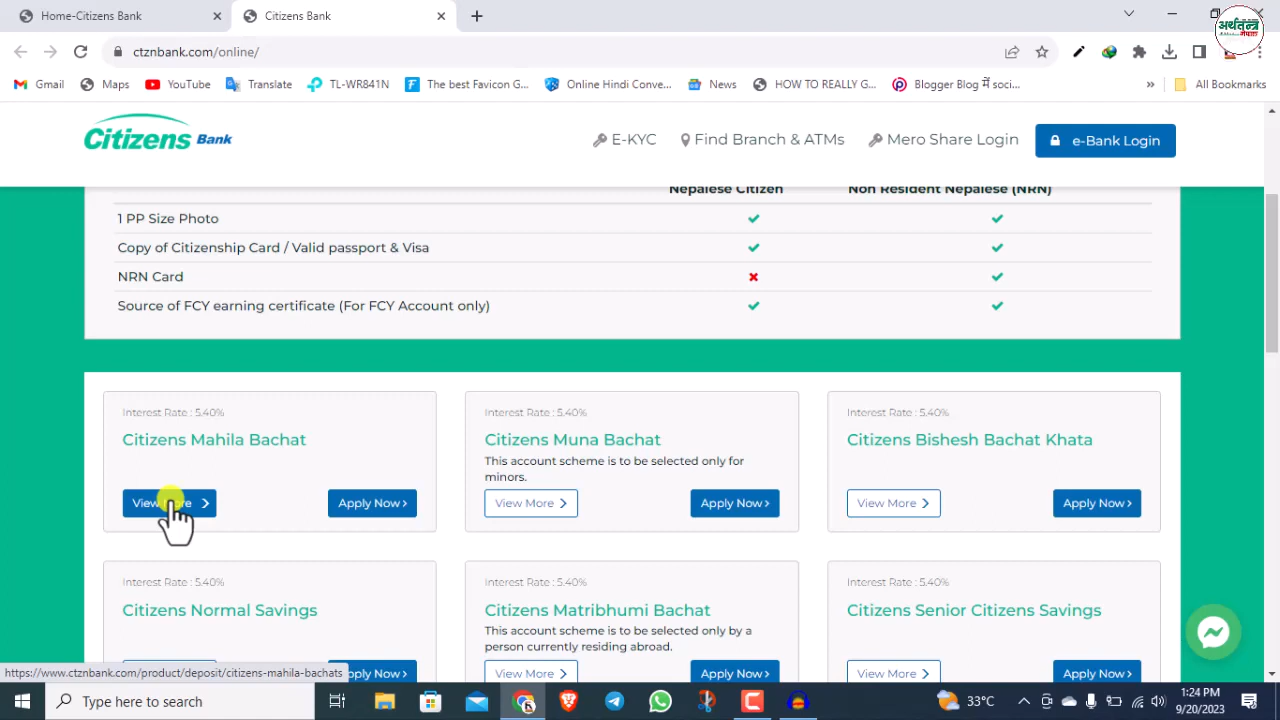 Home-Citizens Bank
Citizens Bank
अर्थतन्त्र
नेपाल
ctznbank.com/online/
Gmail
Maps
YouTube
Translate
TL-WR841N
The best Favicon G...
Online Hindi Conve...
News
HOW TO REALLY G...
Blogger Blog में soci...
»
All Bookmarks
Citizens Bank
E-KYC
Find Branch & ATMs
Mero Share Login
e-Bank Login
Nepalese Citizen
Non Resident Nepalese (NRN)
1 PP Size Photo
Copy of Citizenship Card / Valid passport & Visa
NRN Card
Source of FCY earning certificate (For FCY Account only)
Interest Rate : 5.40%
Citizens Mahila Bachat
View More
Apply Now
Interest Rate : 5.40%
Citizens Muna Bachat
This account scheme is to be selected only for
minors.
View More
Apply Now
Interest Rate : 5.40%
Citizens Bishesh Bachat Khata
View More
Apply Now
Interest Rate : 5.40%
Citizens Normal Savings
Apply Now
Interest Rate : 5.40%
Citizens Matribhumi Bachat
This account scheme is to be selected only by a
person currently residing abroad.
View More
Apply Now
Interest Rate : 5.40%
Citizens Senior Citizens Savings
View More
Apply Now
https://www.ctznbank.com/product/deposit/citizens-mahila-bachats
Type here to search
33°C
1:24 PM
9/20/2023